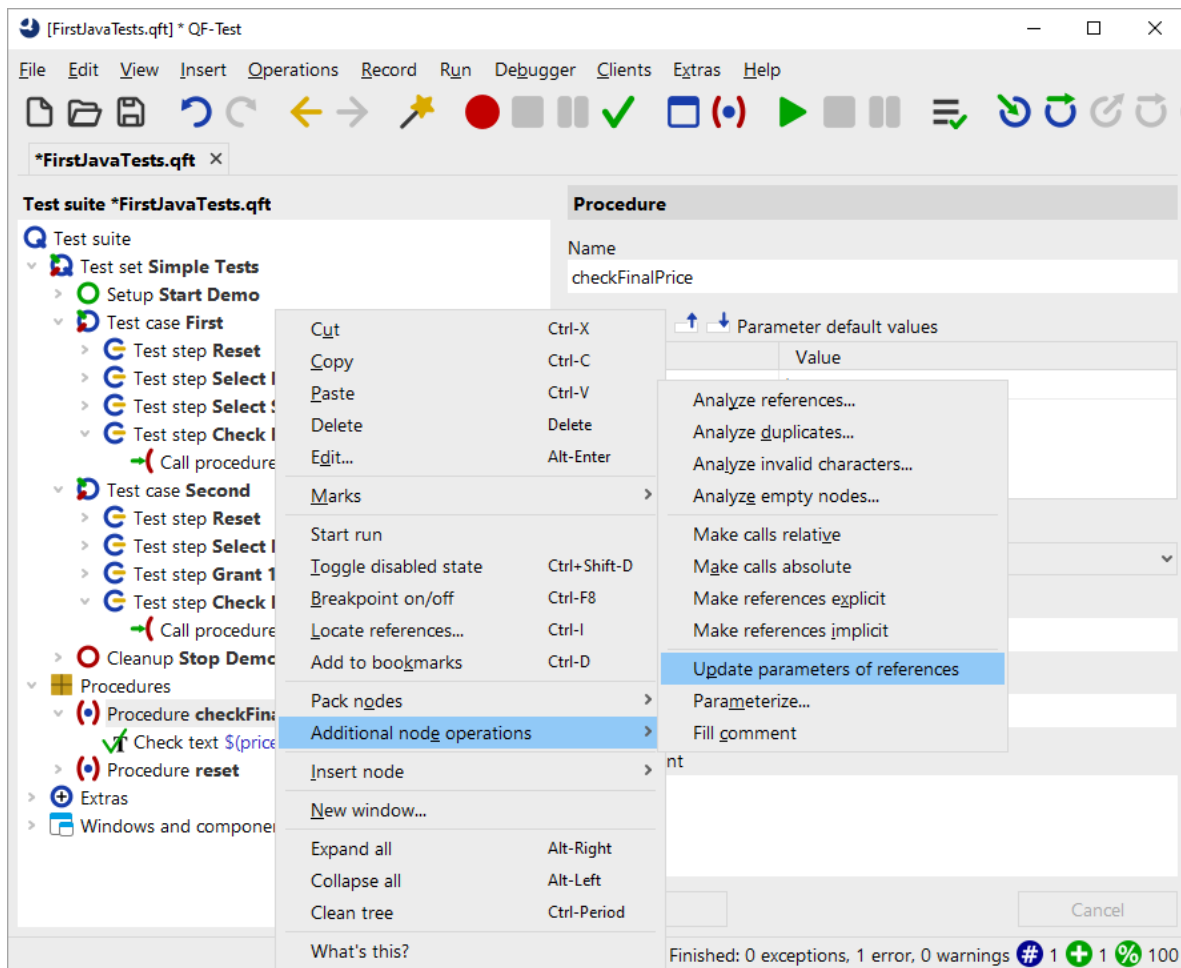 [FirstJavaTests.qft] * QF-Test
File Edit View Insert Operations Record Run Debugger Clients Extras Help
*FirstJavaTests.qft
Test suite *FirstJavaTests.qft
Test suite
Test set Simple Tests
Setup Start Demo
Test case First
Test step Reset
Test step Select
Test step Select
Test step Check
Call procedure
Test case Second
Test step Reset
Test step Select
Test step Grant 1
Test step Check
Call procedure
Cleanup Stop Demo
Procedures
Procedure checkFina
Check text $(price
Procedure reset
Extras
Windows and compone
Procedure
Name
checkFinalPrice
Parameter default values
Value
Cut Ctrl-X
Copy Ctrl-C
Paste Ctrl-V
Delete Delete
Edit... Alt-Enter
Marks
Start run
Toggle disabled state Ctrl+Shift-D
Breakpoint on/off Ctrl-F8
Locate references... Ctrl-I
Add to bookmarks Ctrl-D
Pack nodes
Additional node operations
Insert node
New window...
Expand all Alt-Right
Collapse all Alt-Left
Clean tree Ctrl-Period
What's this?
Analyze references...
Analyze duplicates...
Analyze invalid characters...
Analyze empty nodes...
Make calls relative
Make calls absolute
Make references explicit
Make references implicit
Update parameters of references
Parameterize...
Fill comment
nt
Cancel
Finished: 0 exceptions, 1 error, 0 warnings # 1 1 % 100